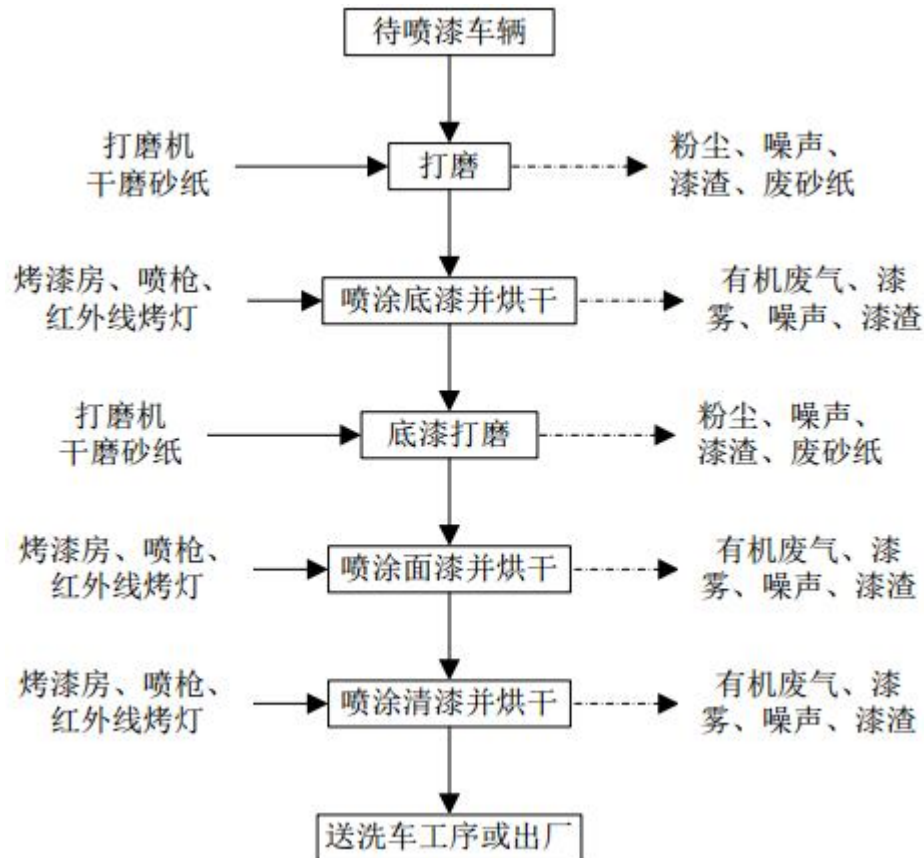 待喷漆车辆
打磨机
干磨砂纸
打磨
粉尘、噪声、
漆渣、废砂纸
烤漆房、喷枪、
红外线烤灯
喷涂底漆并烘干
有机废气、漆
雾、噪声、漆渣
打磨机
干磨砂纸
底漆打磨
粉尘、噪声、
漆渣、废砂纸
烤漆房、喷枪、
红外线烤灯
喷涂面漆并烘干
有机废气、漆
雾、噪声、漆渣
烤漆房、喷枪、
红外线烤灯
喷涂清漆并烘干
有机废气、漆
雾、噪声、漆渣
送洗车工序或出厂